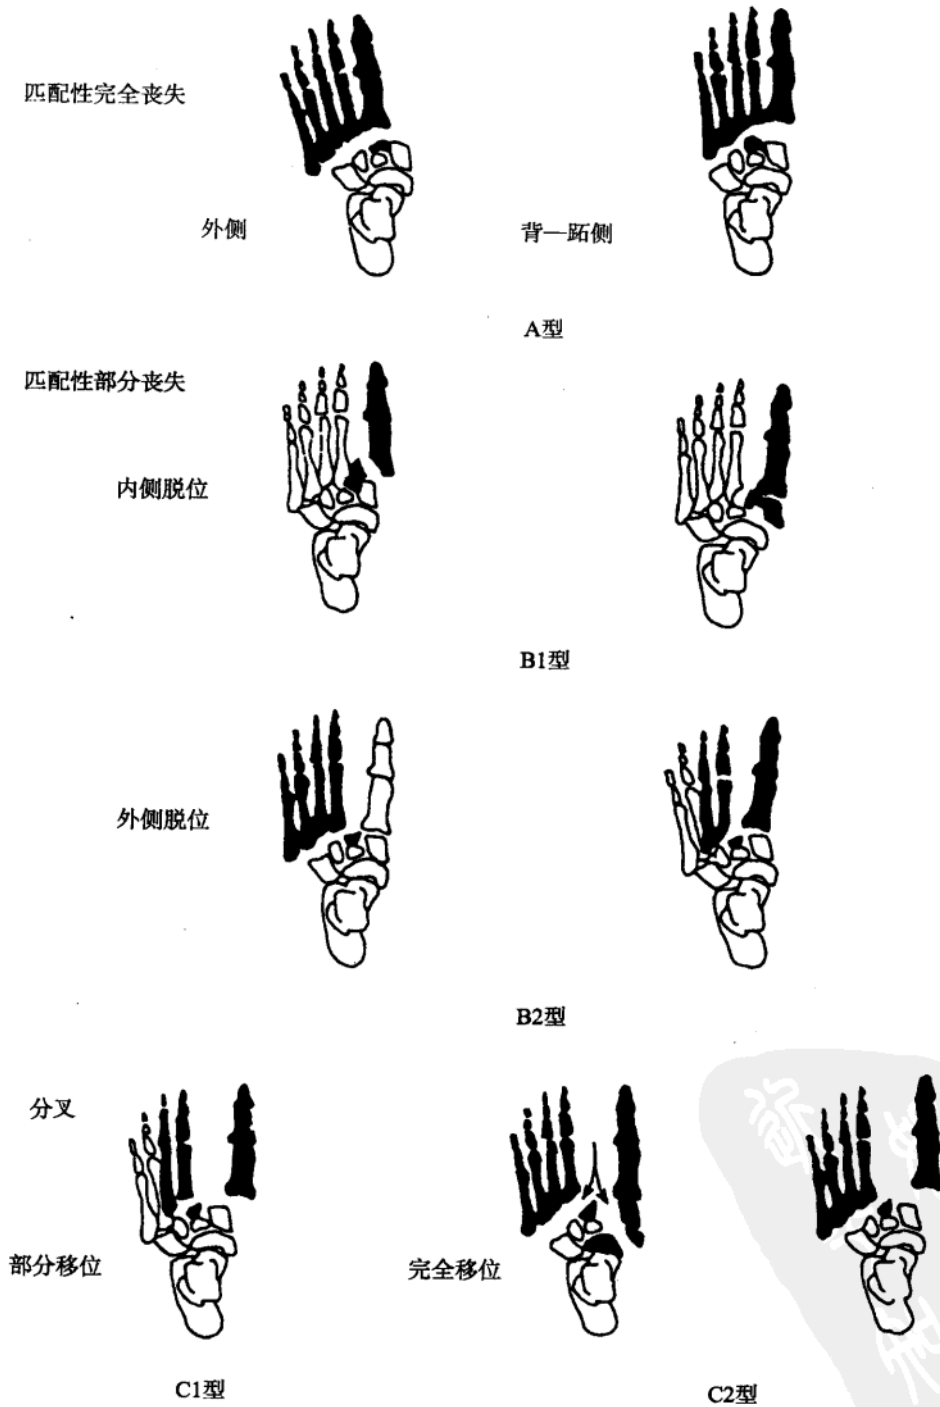 匹配性完全丧失
外侧
背—跖侧
A型
匹配性部分丧失
内侧脱位
B1型
外侧脱位
B2型
分叉
部分移位
完全移位
C1型
C2型